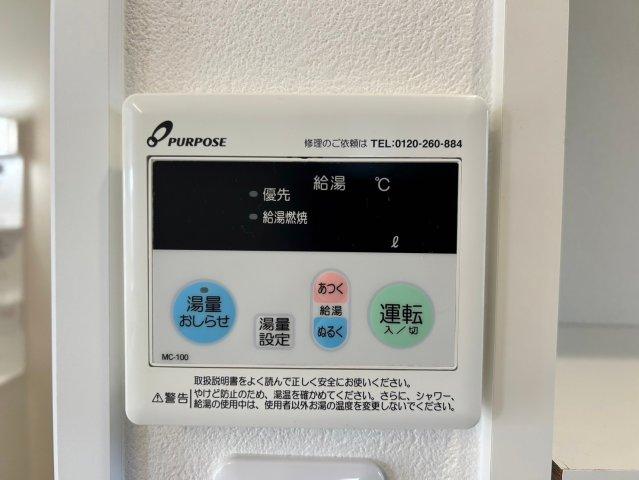 PURPOSE
修理のご依頼は TEL:0120-260-884
給湯 ℃
優先
給湯燃焼
ℓ
湯量
おしらせ
湯量
設定
あつく
給湯
ぬるく
運転
入/切
MC-100
取扱説明書をよく読んで正しく安全にお使いください。
⚠警告 やけど防止のため、湯温を確かめてください。さらに、シャワー、
給湯の使用中は、使用者以外お湯の温度を変更しないでください。